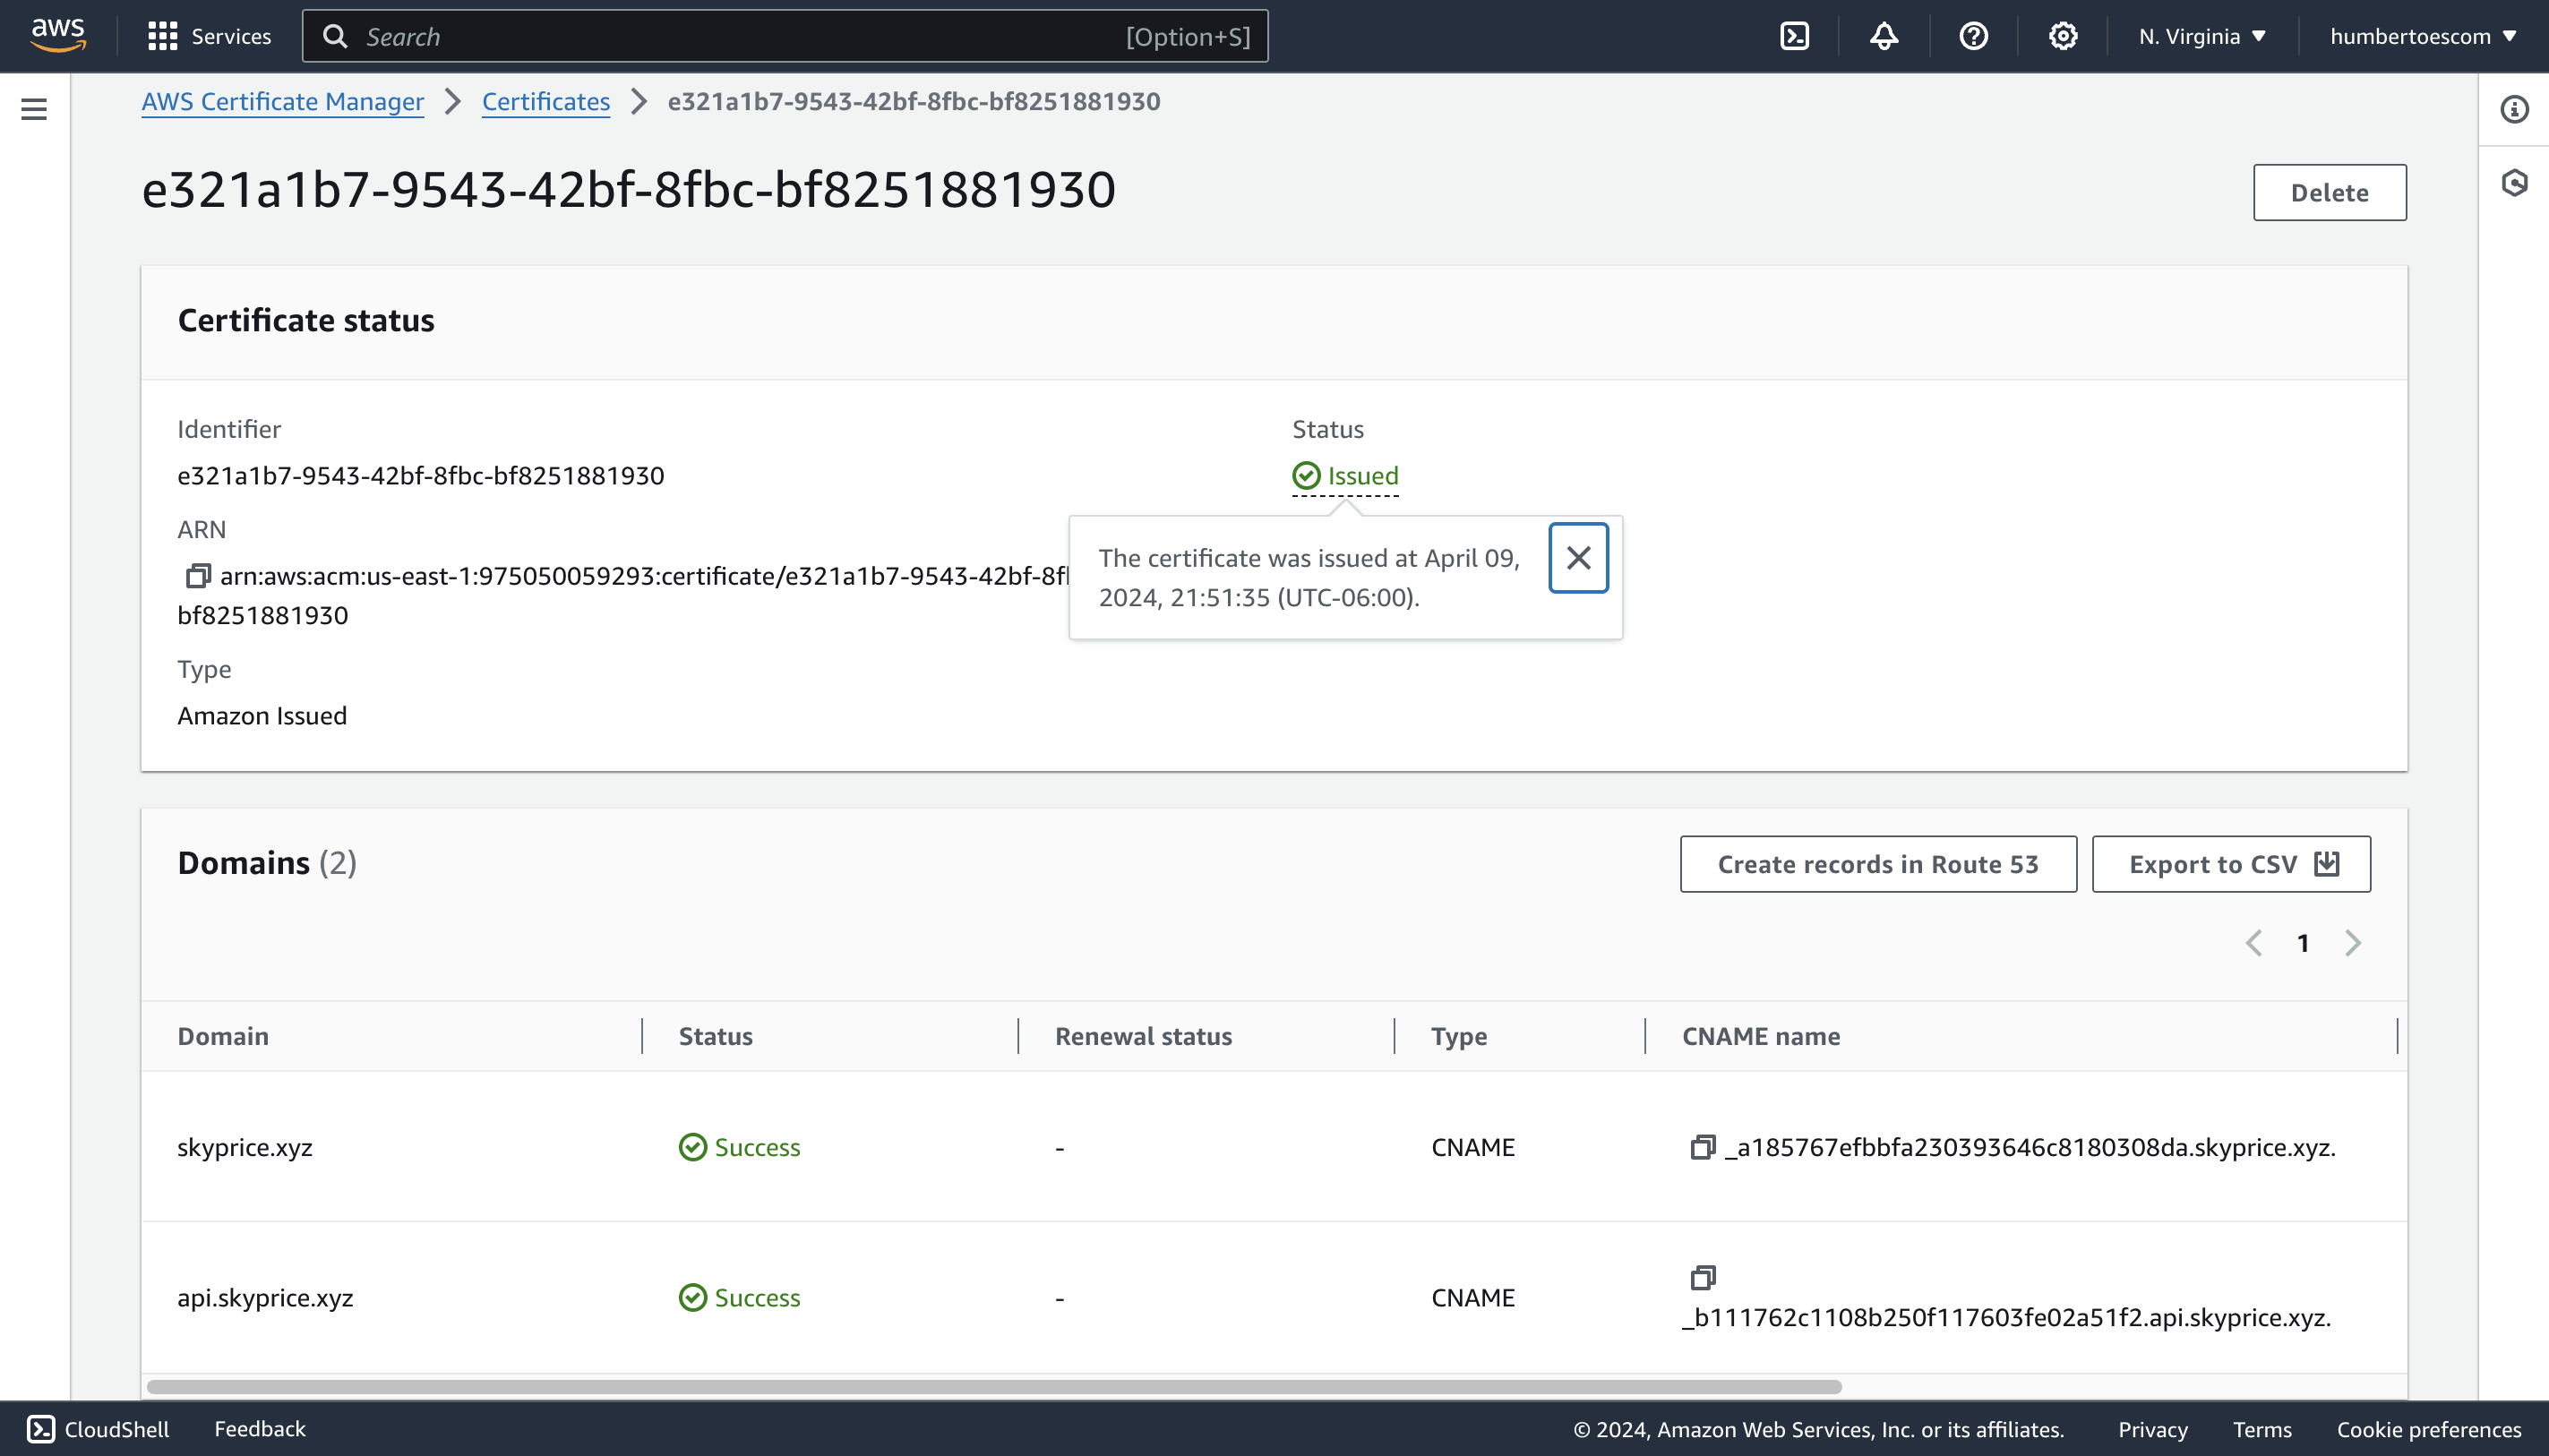 aws
Services
Search
[Option+S]
N. Virginia
humbertoescom
AWS Certificate Manager
Certificates
e321a1b7-9543-42bf-8fbc-bf8251881930
e321a1b7-9543-42bf-8fbc-bf8251881930
Delete
Certificate status
Identifier
e321a1b7-9543-42bf-8fbc-bf8251881930
Status
Issued
ARN
arn:aws:acm:us-east-1:975050059293:certificate/e321a1b7-9543-42bf-8f
bf8251881930
The certificate was issued at April 09,
2024, 21:51:35 (UTC-06:00).
Type
Amazon Issued
Domains (2)
Create records in Route 53
Export to CSV
1
Domain
Status
Renewal status
Type
CNAME name
skyprice.xyz
Success
-
CNAME
_a185767efbbfa230393646c8180308da.skyprice.xyz.
api.skyprice.xyz
Success
-
CNAME
_b111762c1108b250f117603fe02a51f2.api.skyprice.xyz.
CloudShell
Feedback
© 2024, Amazon Web Services, Inc. or its affiliates.
Privacy
Terms
Cookie preferences